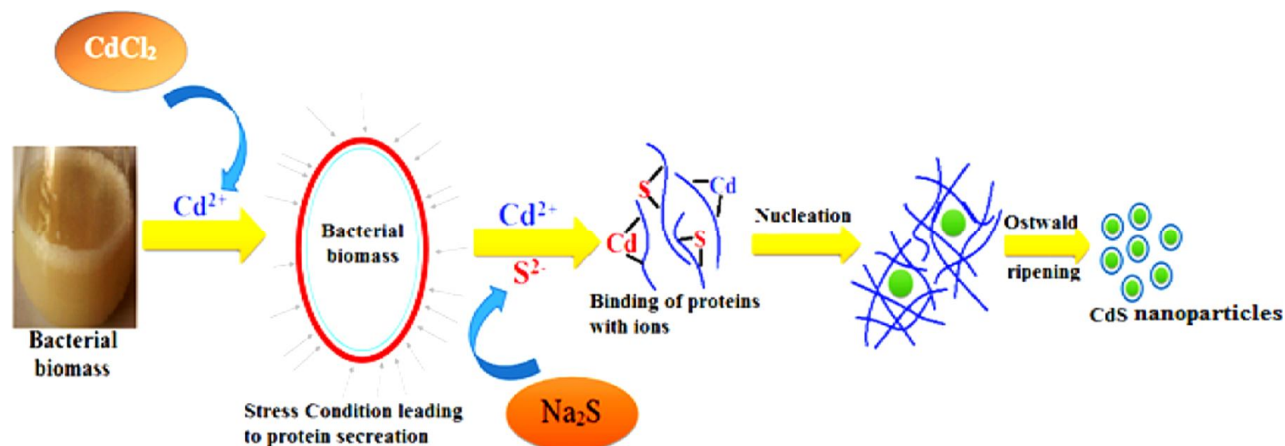 CdCl₂
Cd²⁺
Bacterial
biomass
Bacterial
biomass
Stress Condition leading
to protein secreation
Cd²⁺
S²⁻
Na₂S
S
Cd
Cd
S
Binding of proteins
with ions
Nucleation
Ostwald
ripening
CdS nanoparticles